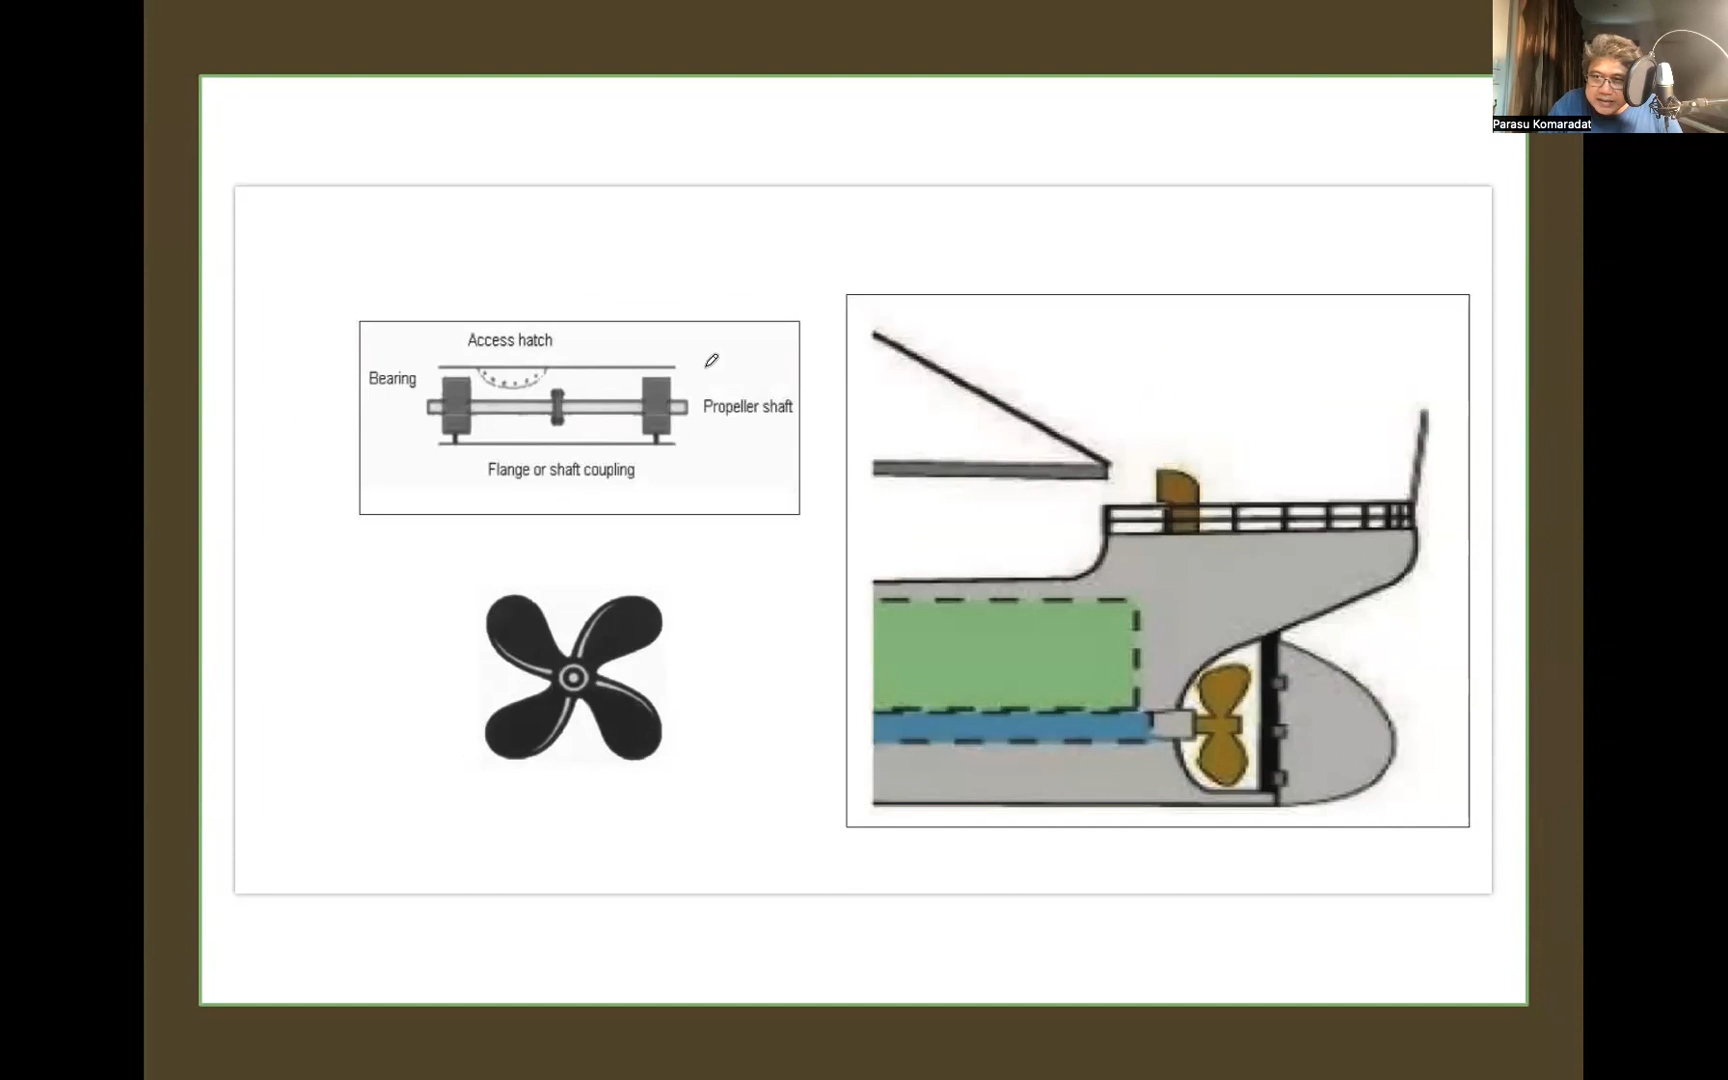 Parasu Komaradat
Access hatch
Bearing
Propeller shaft
Flange or shaft coupling